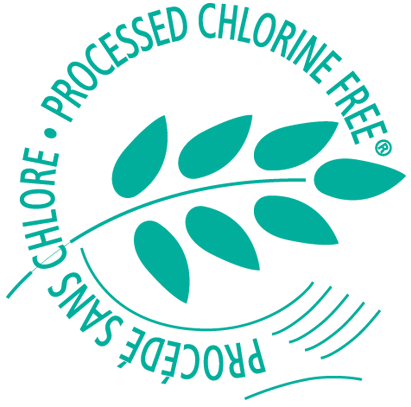 PROCÉDÉ SANS CHLORE • PROCESSED CHLORINE FREE®